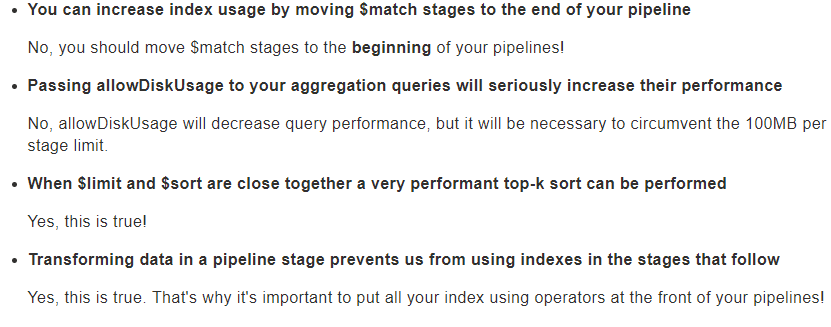 • You can increase index usage by moving $match stages to the end of your pipeline
No, you should move $match stages to the beginning of your pipelines!
• Passing allowDiskUsage to your aggregation queries will seriously increase their performance
No, allowDiskUsage will decrease query performance, but it will be necessary to circumvent the 100MB per
stage limit.
• When $limit and $sort are close together a very performant top-k sort can be performed
Yes, this is true!
• Transforming data in a pipeline stage prevents us from using indexes in the stages that follow
Yes, this is true. That's why it's important to put all your index using operators at the front of your pipelines!